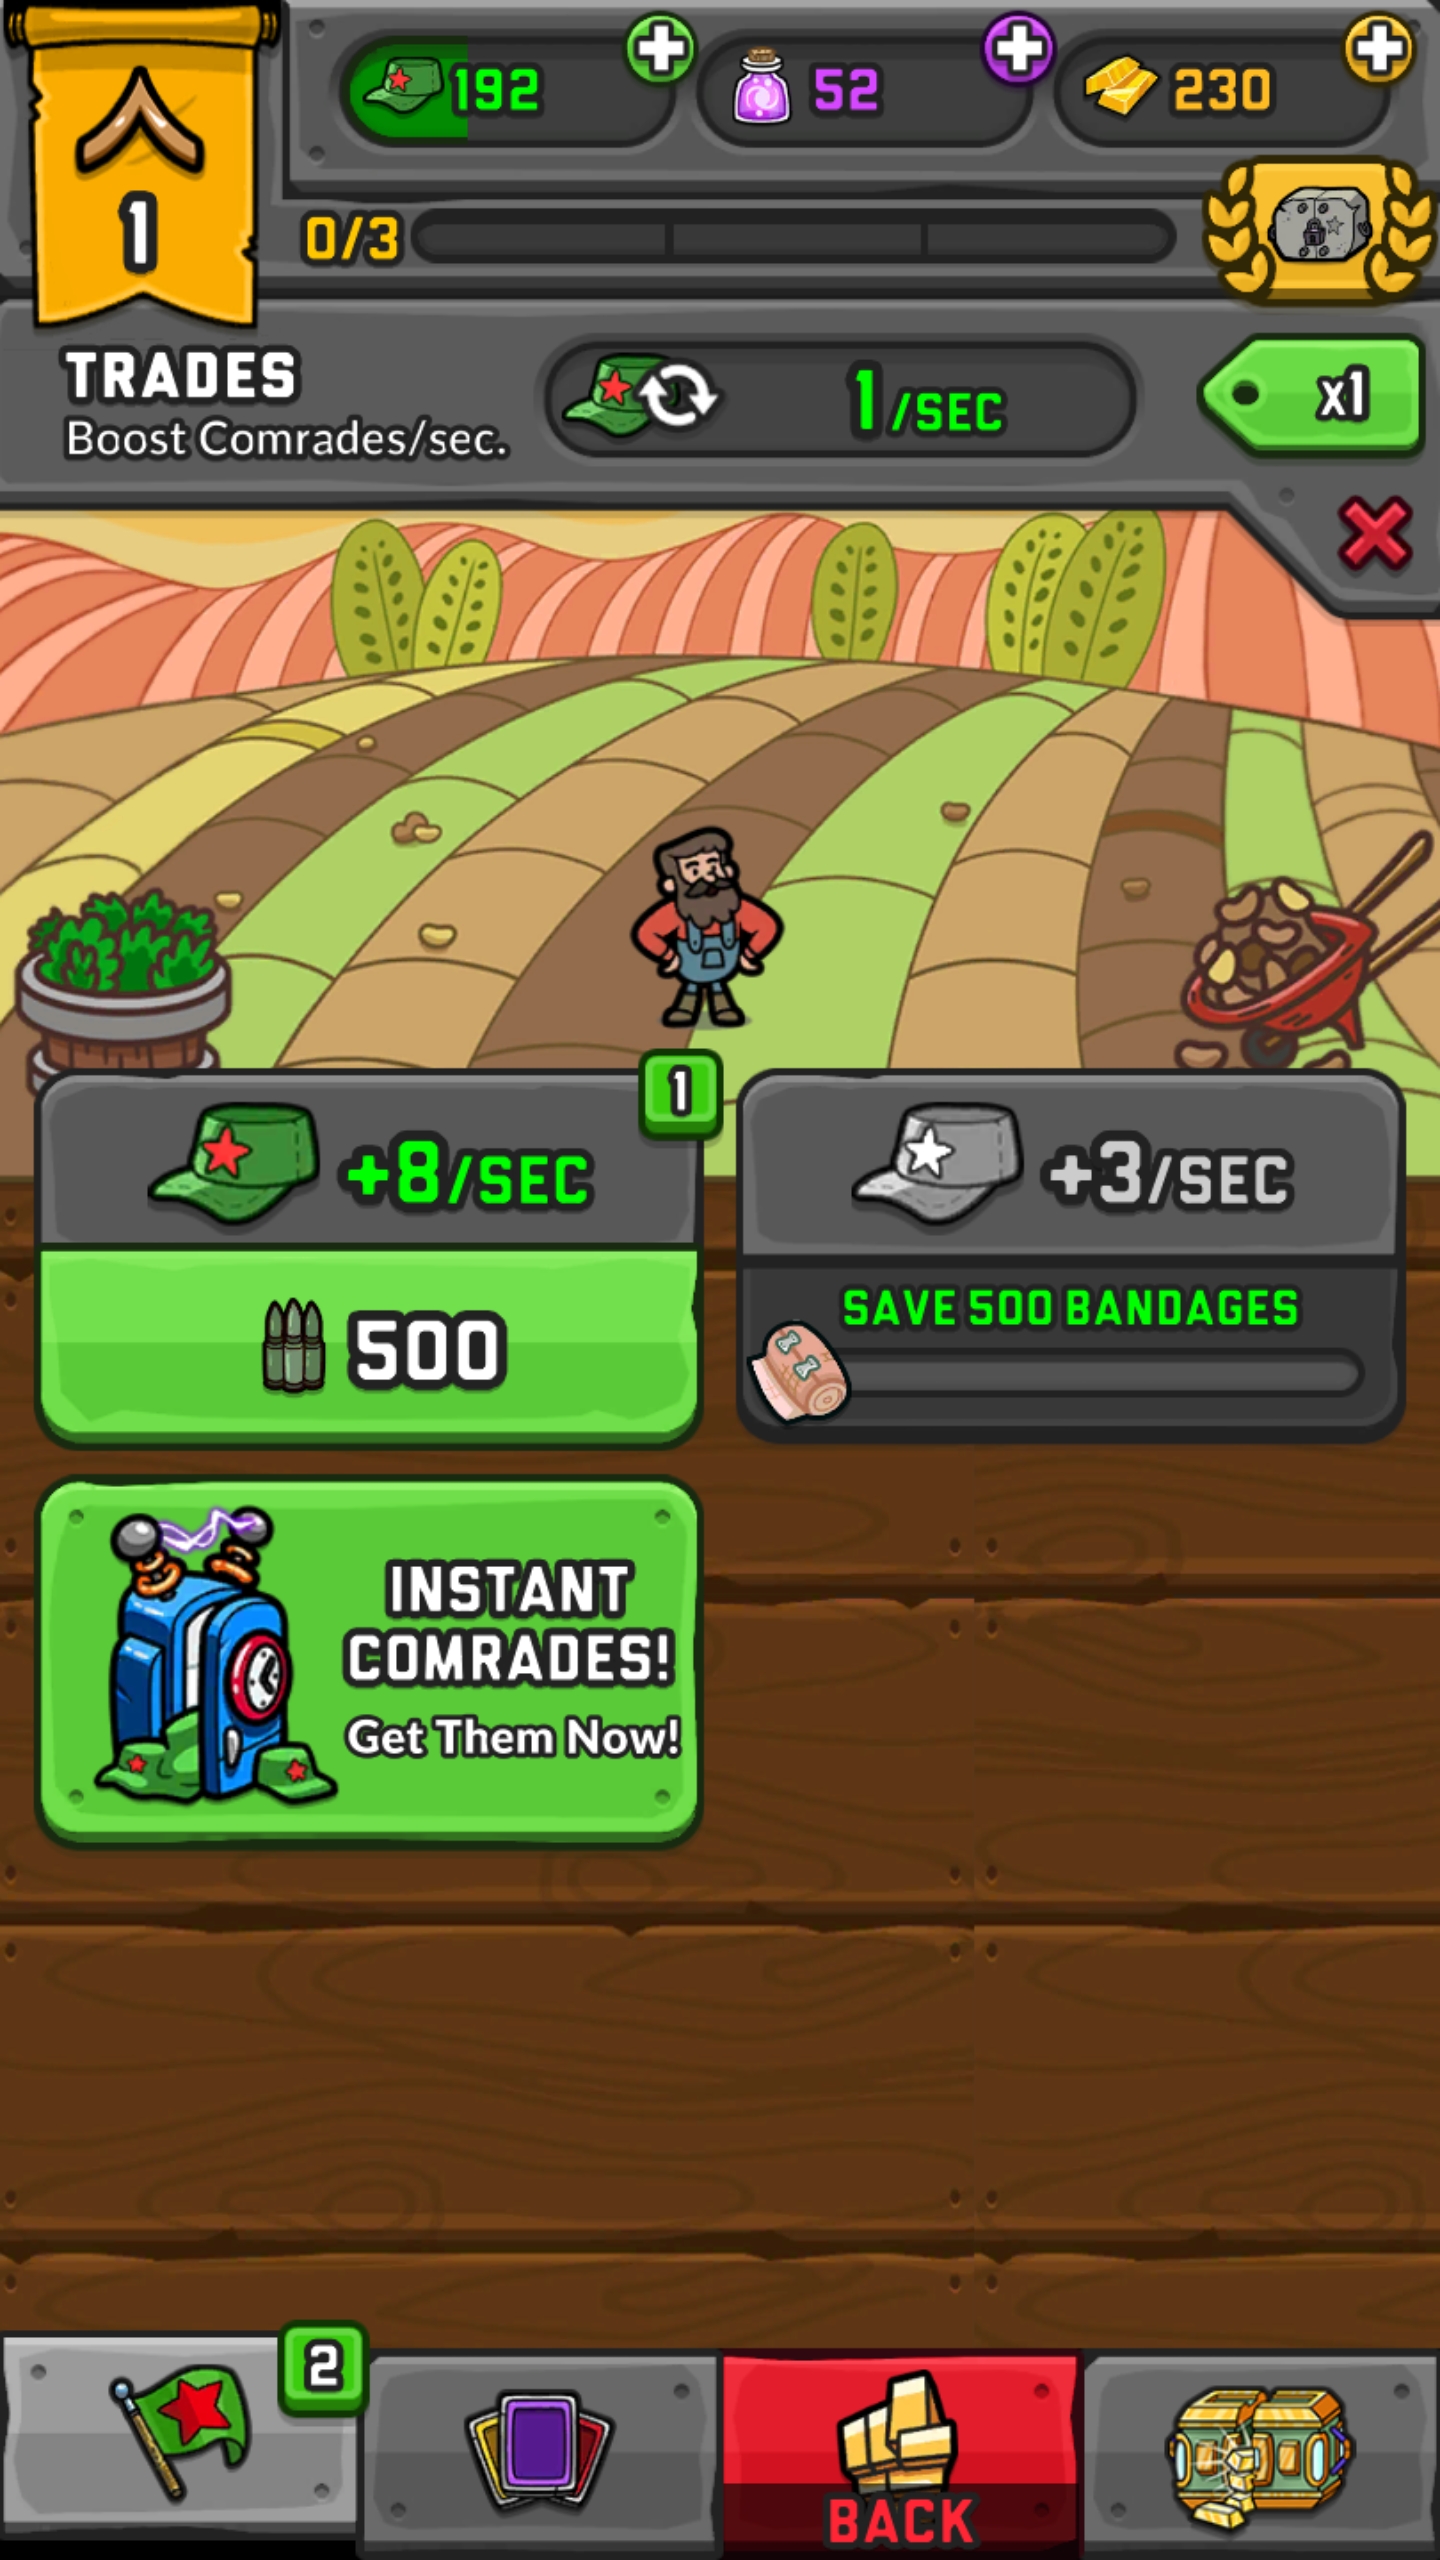 192
52
230
1
0/3
TRADES
Boost Comrades/sec.
1/SEC
x1
1
+8/SEC
+3/SEC
500
SAVE 500 BANDAGES
INSTANT
COMRADES!
Get Them Now!
2
BACK